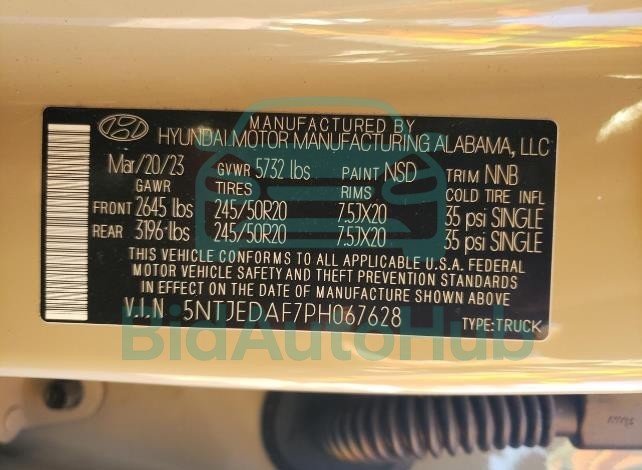 MANUFACTURED BY
HYUNDAI MOTOR MANUFACTURING ALABAMA, LLC
Mar/20/23 GVWR 5732 lbs PAINT NSD TRIM NNB
GAWR TIRES RIMS COLD TIRE INFL
FRONT 2645 lbs 245/50R20 7.5JX20 35 psi SINGLE
REAR 3196 lbs 245/50R20 7.5JX20 35 psi SINGLE
THIS VEHICLE CONFORMS TO ALL APPLICABLE U.S.A. FEDERAL
MOTOR VEHICLE SAFETY AND THEFT PREVENTION STANDARDS
IN EFFECT ON THE DATE OF MANUFACTURE SHOWN ABOVE
V.I.N 5NTJEDAF7PH067628 TYPE:TRUCK
BidAutoHub